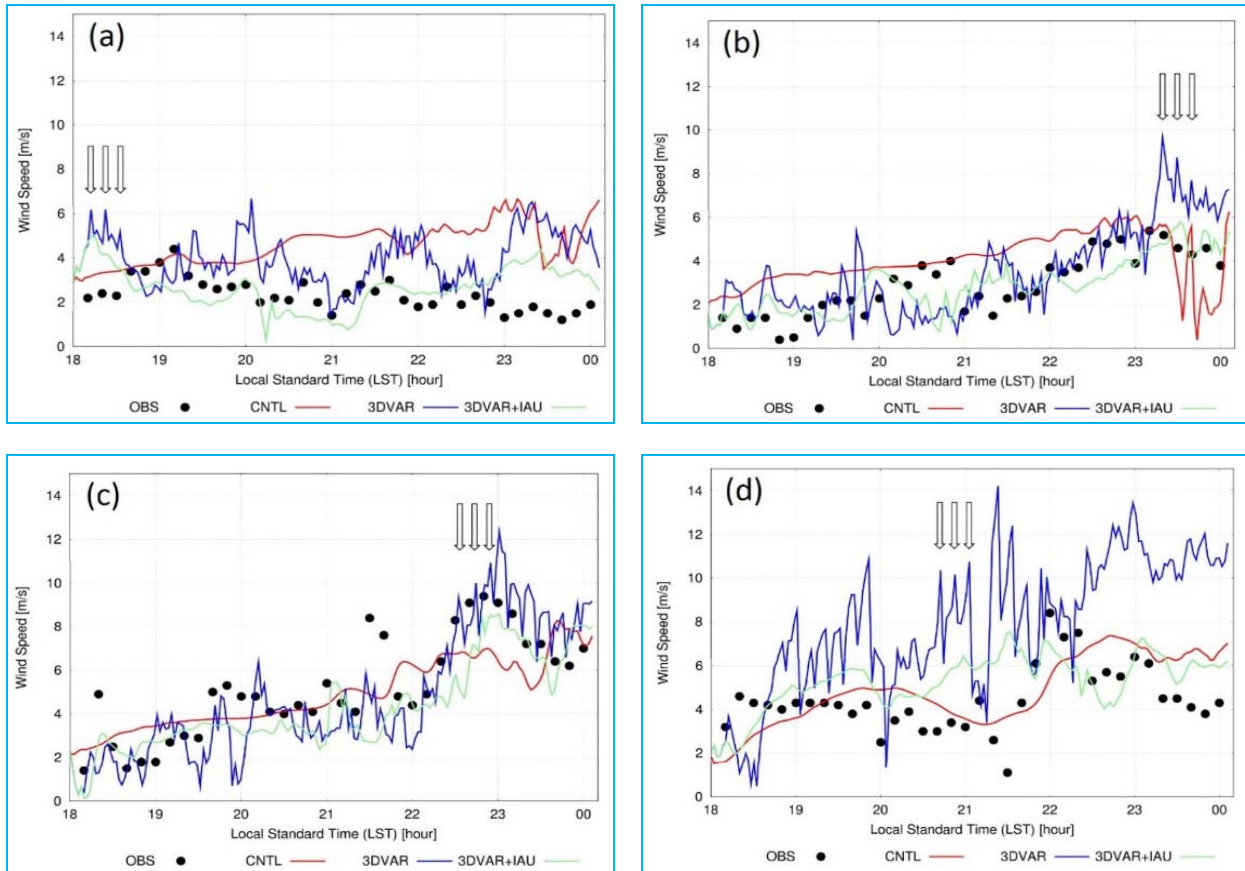 (a)
Wind Speed [m/s]
14
12
10
8
6
4
2
0
18 19 20 21 22 23 00
Local Standard Time (LST) [hour]
OBS CNTL 3DVAR 3DVAR+IAU
(b)
Wind Speed [m/s]
14
12
10
8
6
4
2
0
18 19 20 21 22 23 00
Local Standard Time (LST) [hour]
OBS CNTL 3DVAR 3DVAR+IAU
(c)
Wind Speed [m/s]
14
12
10
8
6
4
2
0
18 19 20 21 22 23 00
Local Standard Time (LST) [hour]
OBS CNTL 3DVAR 3DVAR+IAU
(d)
Wind Speed [m/s]
14
12
10
8
6
4
2
0
18 19 20 21 22 23 00
Local Standard Time (LST) [hour]
OBS CNTL 3DVAR 3DVAR+IAU